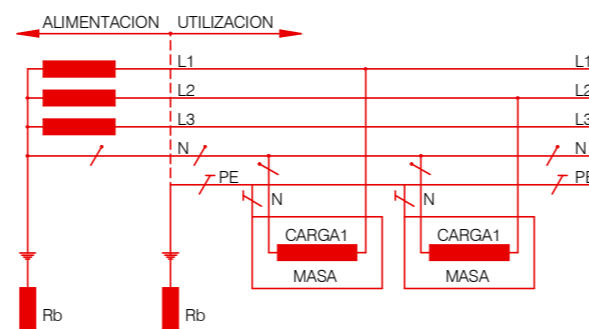 ALIMENTACION UTILIZACION
L1 L1
L2 L2
L3 L3
N N
PE PE
N N
CARGA1 CARGA1
MASA MASA
Rb Rb